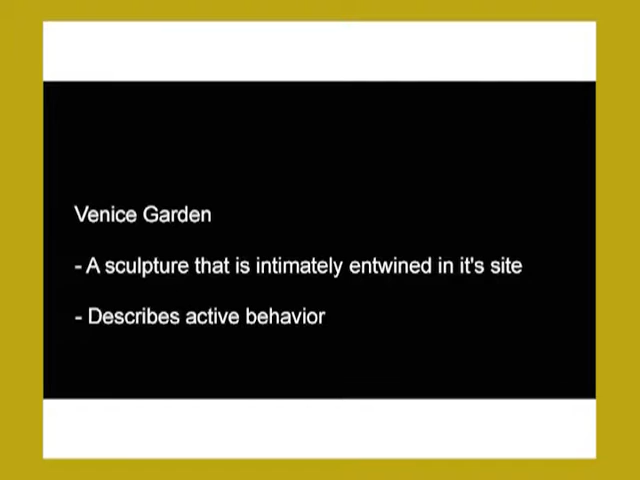 Venice Garden
- A sculpture that is intimately entwined in it's site
- Describes active behavior